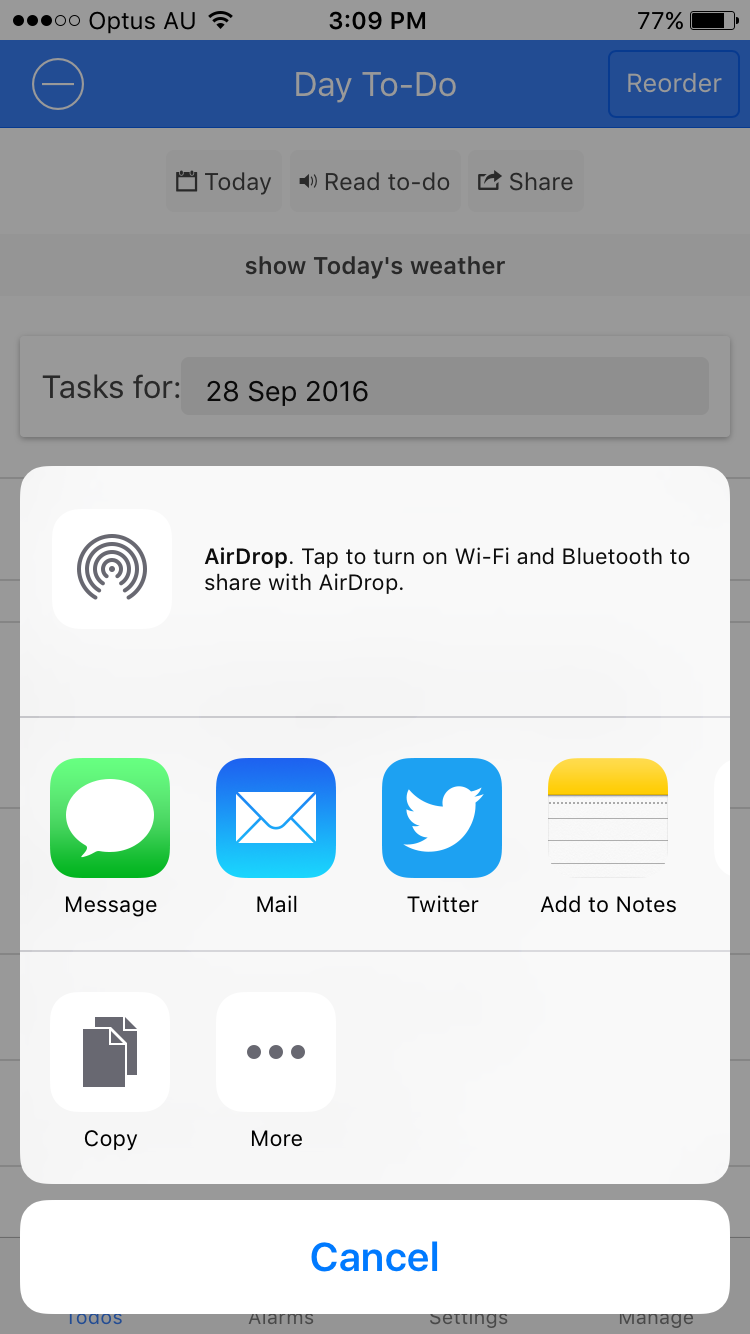 Optus AU 3:09 PM 77%
Day To-Do Reorder
Today Read to-do Share
show Today's weather
Tasks for: 28 Sep 2016
AirDrop. Tap to turn on Wi-Fi and Bluetooth to
share with AirDrop.
Message Mail Twitter Add to Notes
Copy More
Cancel
Todos Alarms Settings Manage